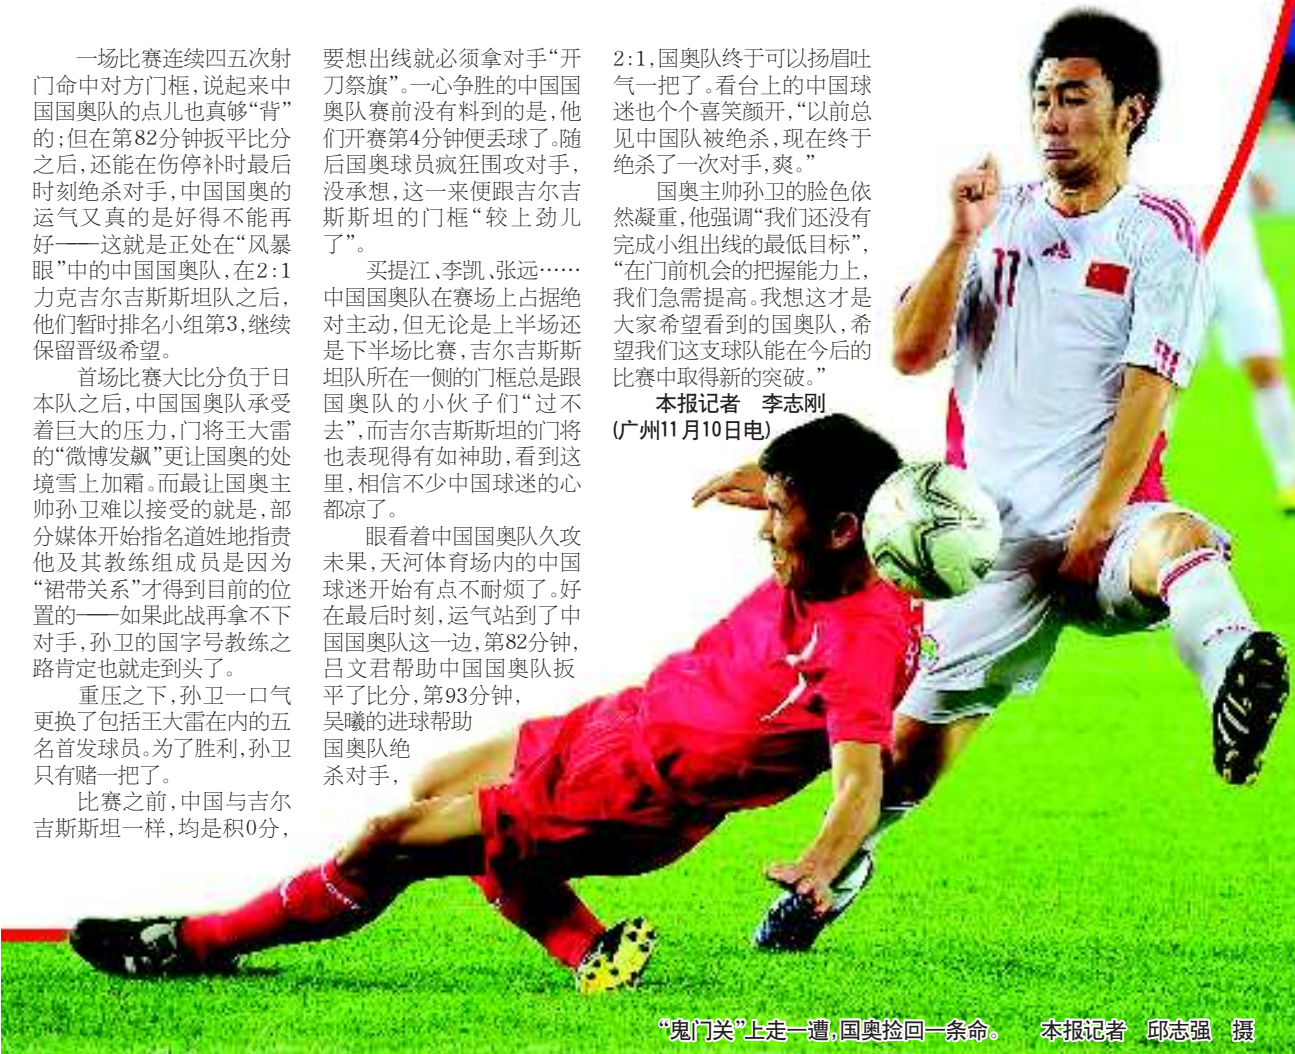 一场比赛连续四五次射
门命中对方门框，说起来中
国国奥队的点儿也真够“背”
的；但在第82分钟扳平比分
之后，还能在伤停补时最后
时刻绝杀对手，中国国奥的
运气又真的是好得不能再
好——这就是正处在“风暴
眼”中的中国国奥队，在2:1
力克吉尔吉斯斯坦队之后，
他们暂时排名小组第3，继续
保留晋级希望。
首场比赛大比分负于日
本队之后，中国国奥队承受
着巨大的压力，门将王大雷
的“微博发飙”更让国奥的处
境雪上加霜。而最让国奥主
帅孙卫难以接受的就是，部
分媒体开始指名道姓地指责
他及其教练组成员是因为
“裙带关系”才得到目前的位
置的——如果此战再拿不下
对手，孙卫的国字号教练之
路肯定也就走到头了。
重压之下，孙卫一口气
更换了包括王大雷在内的五
名首发球员。为了胜利，孙卫
只有赌一把了。
比赛之前，中国与吉尔
吉斯斯坦一样，均是积0分，
要想出线就必须拿对手“开
刀祭旗”。一心争胜的中国国
奥队赛前没有料到的是，他
们开赛第4分钟便丢球了。随
后国奥球员疯狂围攻对手，
没承想，这一来便跟吉尔吉
斯斯坦的门框“较上劲儿
了”。
买提江、李凯、张远……
中国国奥队在赛场上占据绝
对主动，但无论是上半场还
是下半场比赛，吉尔吉斯斯
坦队所在一侧的门框总是跟
国奥队的小伙子们“过不
去”，而吉尔吉斯斯坦的门将
也表现得有如神助，看到这
里，相信不少中国球迷的心
都凉了。
眼看着中国国奥队久攻
未果，天河体育场内的中国
球迷开始有点不耐烦了。好
在最后时刻，运气站到了中
国国奥队这一边，第82分钟，
吕文君帮助中国国奥队扳
平了比分，第93分钟，
吴曦的进球帮助
国奥队绝
杀对手，
2:1，国奥队终于可以扬眉吐
气一把了。看台上的中国球
迷也个个喜笑颜开，“以前总
见中国队被绝杀，现在终于
绝杀了一次对手，爽。”
国奥主帅孙卫的脸色依
然凝重，他强调“我们还没有
完成小组出线的最低目标”，
“在门前机会的把握能力上，
我们急需提高。我想这才是
大家希望看到的国奥队，希
望我们这支球队能在今后的
比赛中取得新的突破。”
本报记者 李志刚
(广州11月10日电)
11
“鬼门关”上走一遭，国奥捡回一条命。 本报记者 邱志强 摄